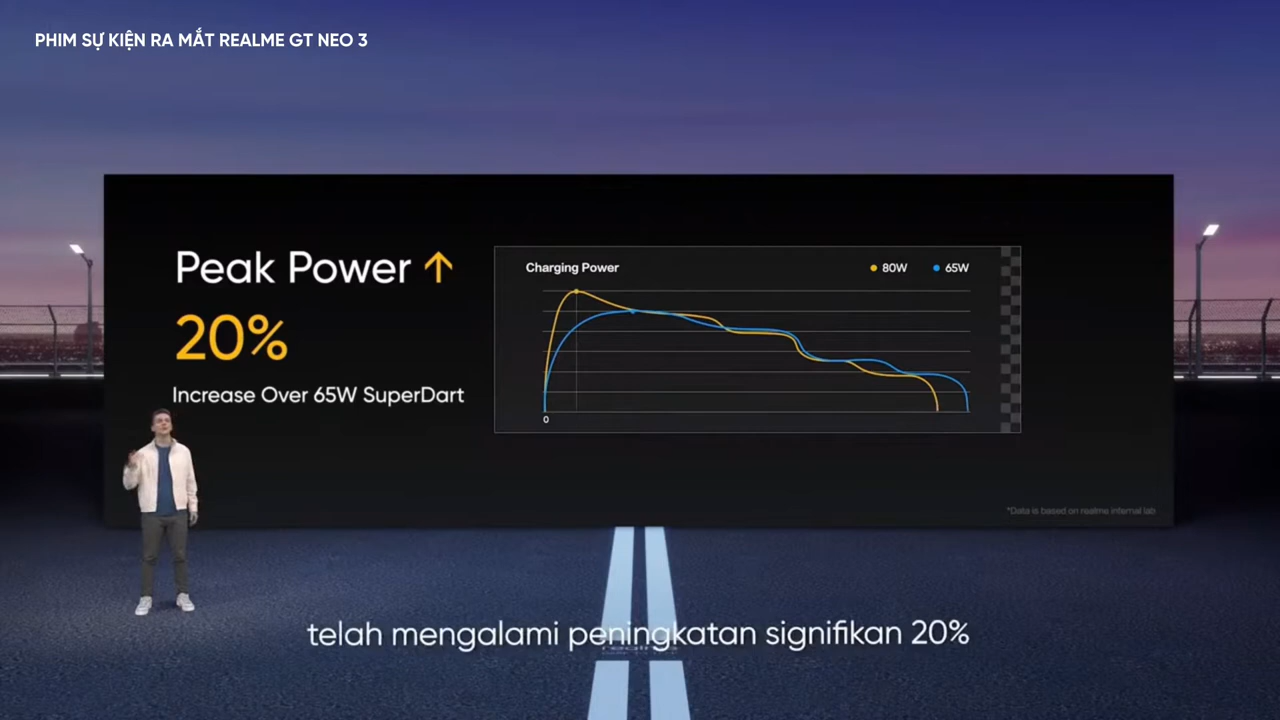 PHIM SỰ KIỆN RA MẮT REALME GT NEO 3
Peak Power ↑
20%
Increase Over 65W SuperDart
Charging Power
80W
65W
0
*Data is based on realme internal lab
telah mengalami peningkatan signifikan 20%
realme